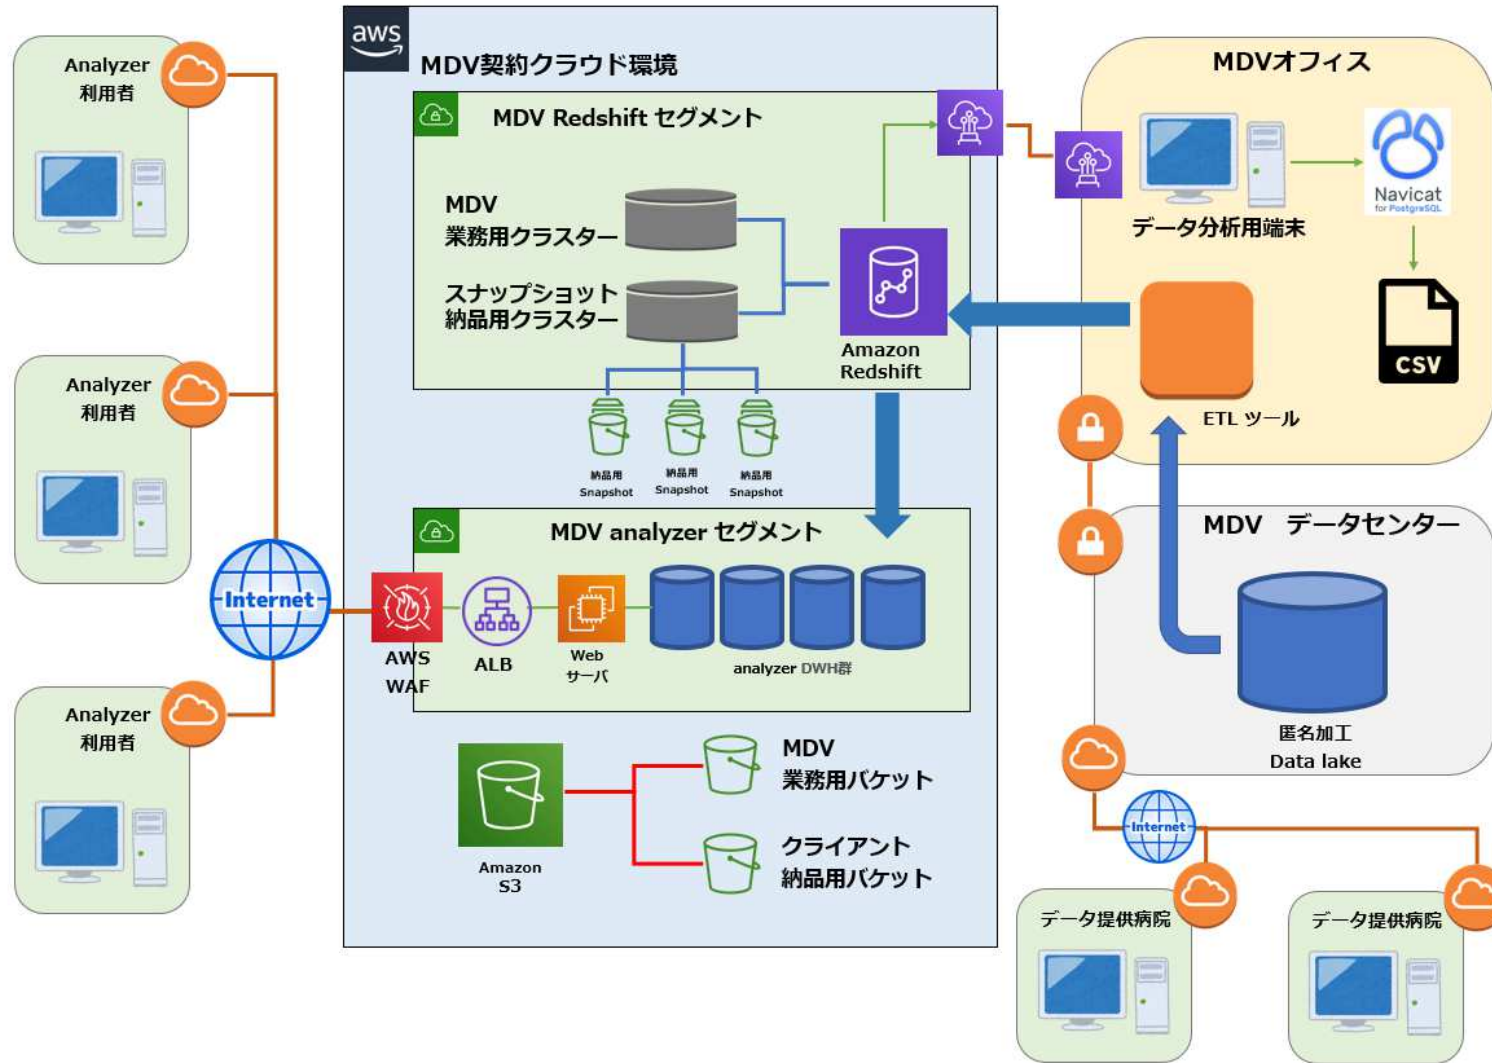 aws
MDV契約クラウド環境
MDV Redshift セグメント
MDV
業務用クラスター
スナップショット
納品用クラスター
Amazon
Redshift
納品用
Snapshot
納品用
Snapshot
納品用
Snapshot
MDV analyzer セグメント
AWS
WAF
ALB
Web
サーバ
analyzer DWH群
Amazon
S3
MDV
業務用バケット
クライアント
納品用バケット
Analyzer
利用者
Analyzer
利用者
Analyzer
利用者
Internet
MDVオフィス
データ分析用端末
Navicat
for PostgreSQL
CSV
ETL ツール
MDV　データセンター
匿名加工
Data lake
Internet
データ提供病院
データ提供病院